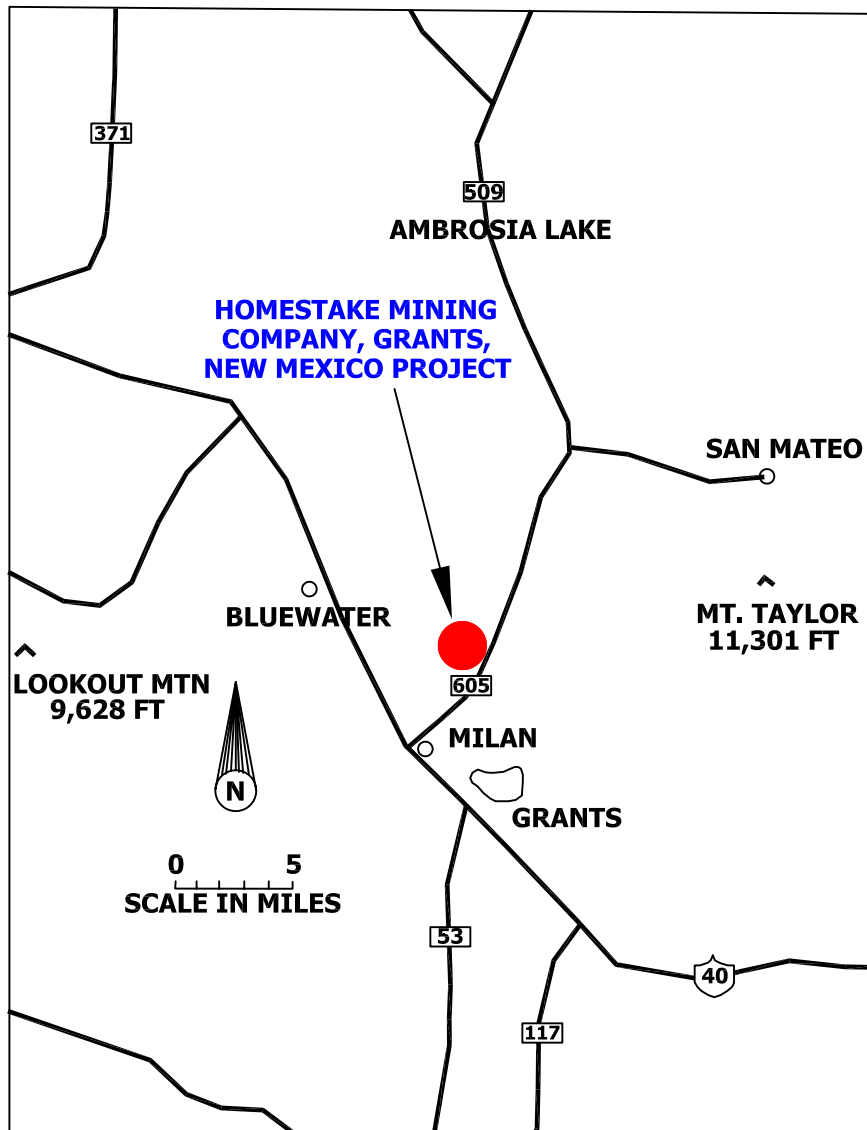 371
509
AMBROSIA LAKE
HOMESTAKE MINING
COMPANY, GRANTS,
NEW MEXICO PROJECT
SAN MATEO
BLUEWATER
MT. TAYLOR
11,301 FT
LOOKOUT MTN
9,628 FT
605
MILAN
N
GRANTS
0 5
SCALE IN MILES
53
40
117